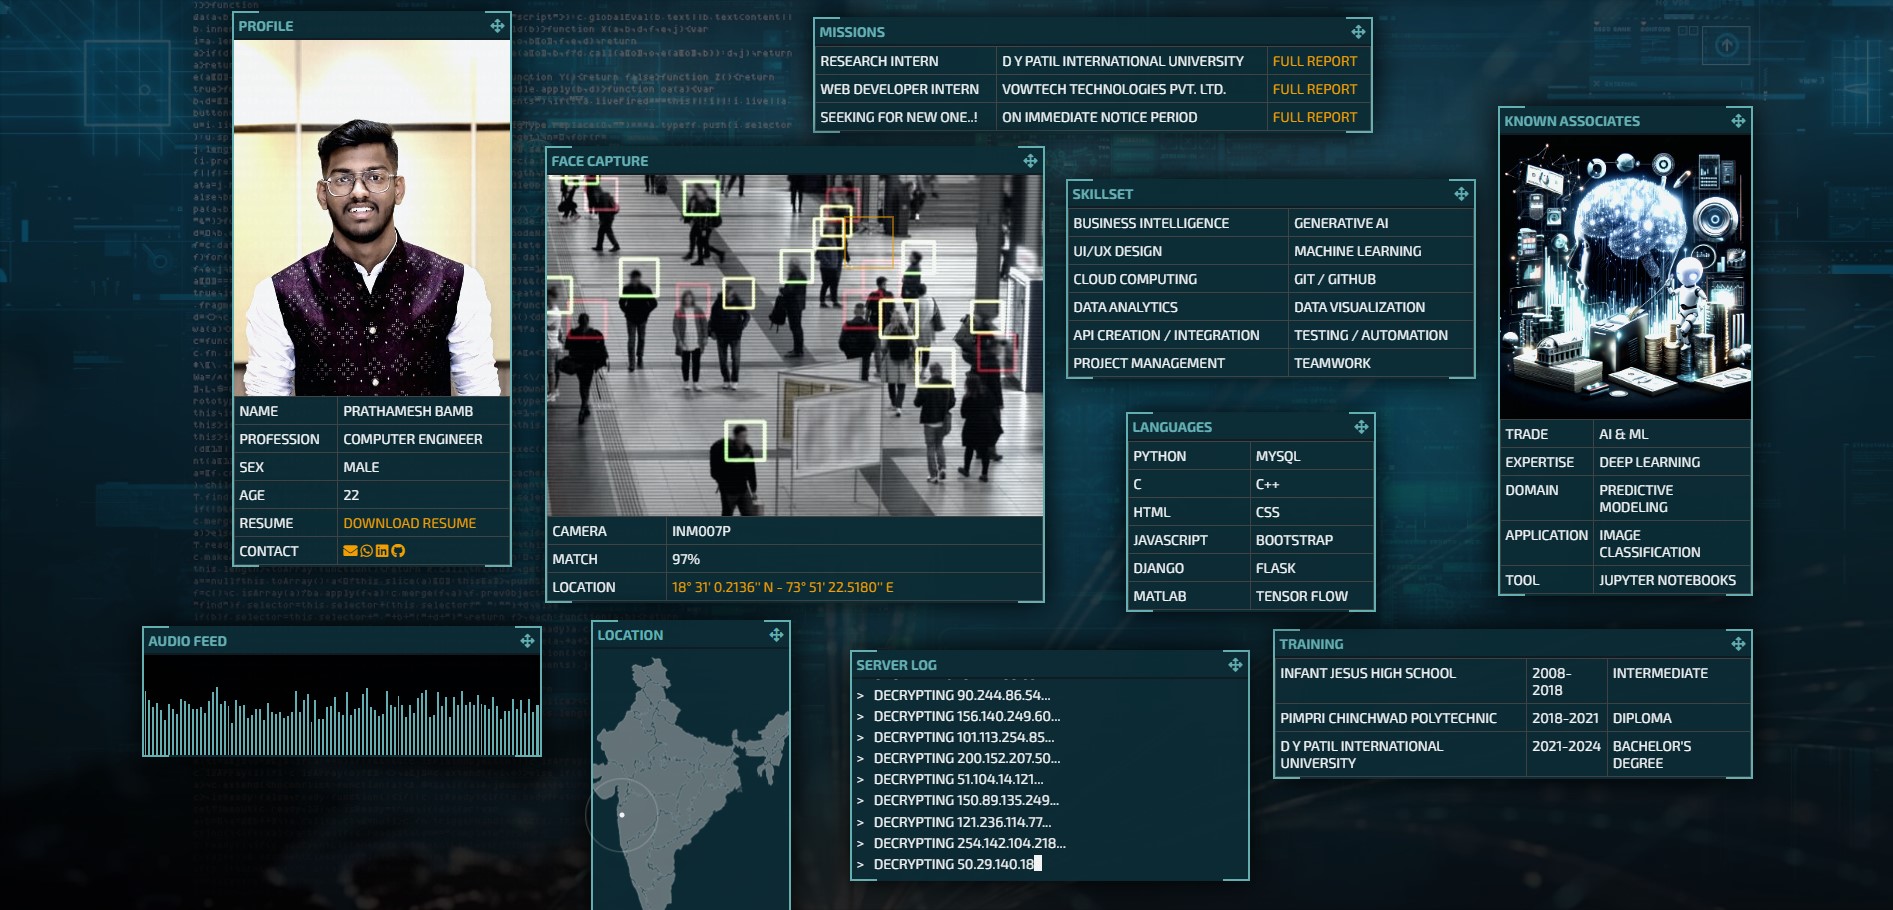 PROFILE
NAME PRATHAMESH BAMB
PROFESSION COMPUTER ENGINEER
SEX MALE
AGE 22
RESUME DOWNLOAD RESUME
CONTACT
MISSIONS
RESEARCH INTERN D Y PATIL INTERNATIONAL UNIVERSITY FULL REPORT
WEB DEVELOPER INTERN VOWTECH TECHNOLOGIES PVT. LTD. FULL REPORT
SEEKING FOR NEW ONE..! ON IMMEDIATE NOTICE PERIOD FULL REPORT
FACE CAPTURE
CAMERA INM007P
MATCH 97%
LOCATION 18° 31' 0.2136'' N - 73° 51' 22.5180'' E
SKILLSET
BUSINESS INTELLIGENCE GENERATIVE AI
UI/UX DESIGN MACHINE LEARNING
CLOUD COMPUTING GIT / GITHUB
DATA ANALYTICS DATA VISUALIZATION
API CREATION / INTEGRATION TESTING / AUTOMATION
PROJECT MANAGEMENT TEAMWORK
KNOWN ASSOCIATES
TRADE AI & ML
EXPERTISE DEEP LEARNING
DOMAIN PREDICTIVE
MODELING
APPLICATION IMAGE
CLASSIFICATION
TOOL JUPYTER NOTEBOOKS
LANGUAGES
PYTHON MYSQL
C C++
HTML CSS
JAVASCRIPT BOOTSTRAP
DJANGO FLASK
MATLAB TENSOR FLOW
AUDIO FEED
LOCATION
SERVER LOG
> DECRYPTING 90.244.86.54...
> DECRYPTING 156.140.249.60...
> DECRYPTING 101.113.254.85...
> DECRYPTING 200.152.207.50...
> DECRYPTING 51.104.14.121...
> DECRYPTING 150.89.135.249...
> DECRYPTING 121.236.114.77...
> DECRYPTING 254.142.104.218...
> DECRYPTING 50.29.140.18
TRAINING
INFANT JESUS HIGH SCHOOL 2008- INTERMEDIATE
2018
PIMPRI CHINCHWAD POLYTECHNIC 2018-2021 DIPLOMA
D Y PATIL INTERNATIONAL 2021-2024 BACHELOR'S
UNIVERSITY DEGREE